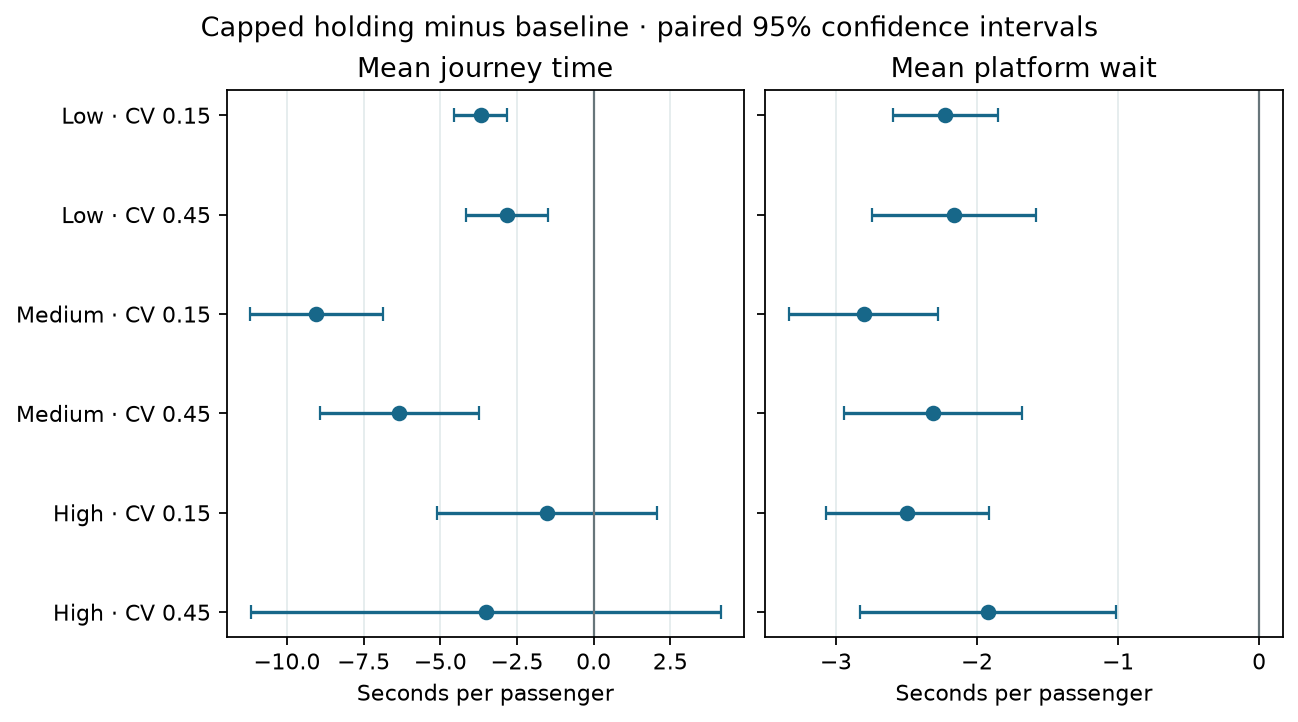 Capped holding minus baseline · paired 95% confidence intervals
Mean journey time
Mean platform wait
Low · CV 0.15
Low · CV 0.45
Medium · CV 0.15
Medium · CV 0.45
High · CV 0.15
High · CV 0.45
−10.0 −7.5 −5.0 −2.5 0.0 2.5
−3 −2 −1 0
Seconds per passenger
Seconds per passenger